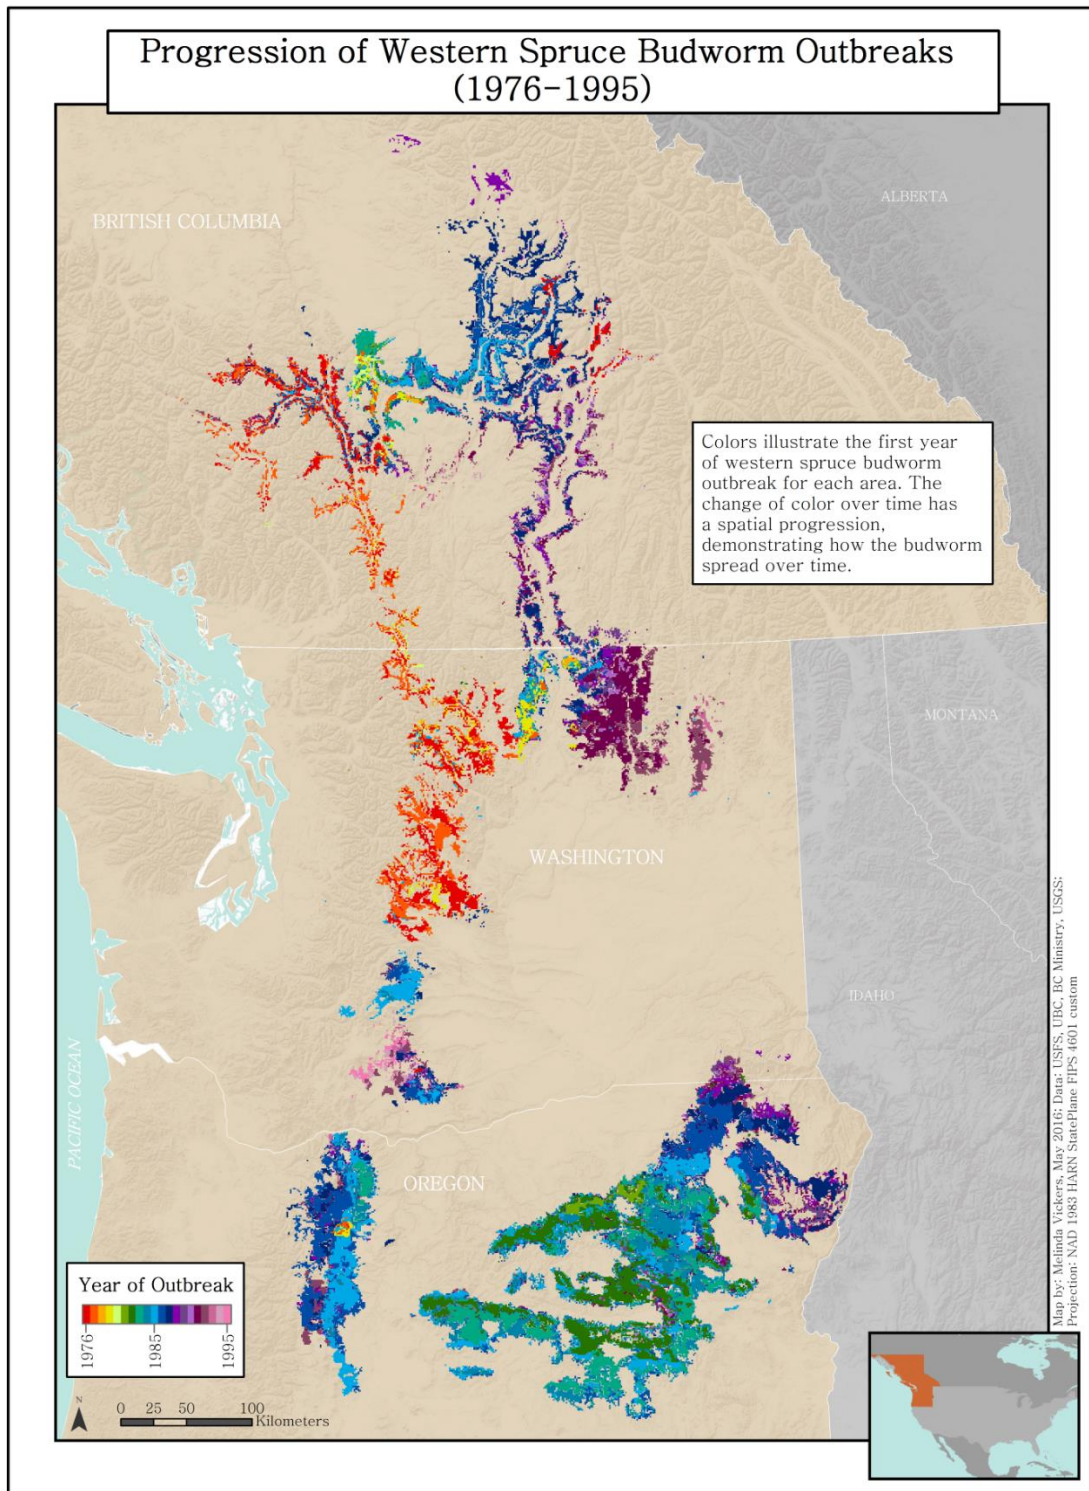 Progression of Western Spruce Budworm Outbreaks
(1976-1995)
ALBERTA
BRITISH COLUMBIA
Colors illustrate the first year
of western spruce budworm
outbreak for each area. The
change of color over time has
a spatial progression,
demonstrating how the budworm
spread over time.
MONTANA
WASHINGTON
IDAHO
PACIFIC OCEAN
OREGON
Year of Outbreak
1976
1985
1995
N
0 25 50 100
Kilometers
Map by: Melinda Vickers, May 2016; Data: USFS, UBC, BC Ministry, USGS;
Projection: NAD 1983 HARN StatePlane FIPS 4601 custom